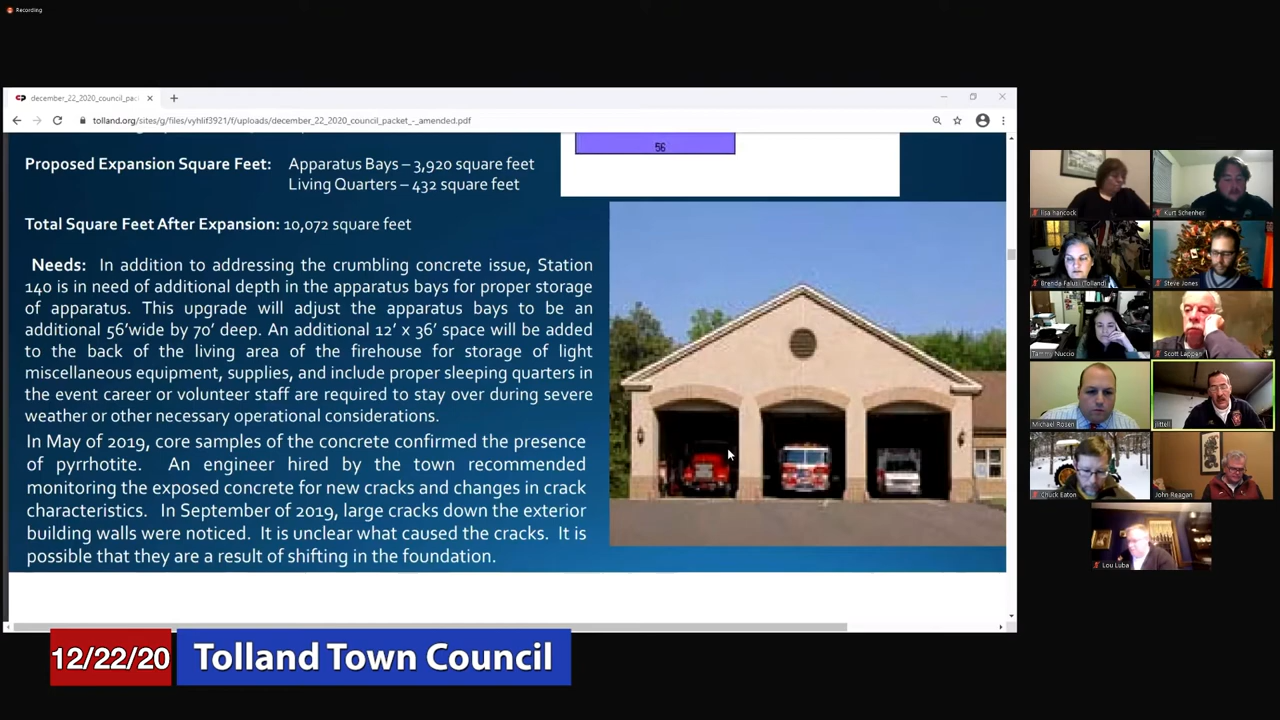 Recording
december_22_2020_council_pac
tolland.org/sites/g/files/vyhlif3921/f/uploads/december_22_2020_council_packet_-_amended.pdf
56
Proposed Expansion Square Feet: Apparatus Bays – 3,920 square feet
Living Quarters – 432 square feet
Total Square Feet After Expansion: 10,072 square feet
Needs: In addition to addressing the crumbling concrete issue, Station
140 is in need of additional depth in the apparatus bays for proper storage
of apparatus. This upgrade will adjust the apparatus bays to be an
additional 56’wide by 70’ deep. An additional 12’ x 36’ space will be added
to the back of the living area of the firehouse for storage of light
miscellaneous equipment, supplies, and include proper sleeping quarters in
the event career or volunteer staff are required to stay over during severe
weather or other necessary operational considerations.
In May of 2019, core samples of the concrete confirmed the presence
of pyrrhotite. An engineer hired by the town recommended
monitoring the exposed concrete for new cracks and changes in crack
characteristics. In September of 2019, large cracks down the exterior
building walls were noticed. It is unclear what caused the cracks. It is
possible that they are a result of shifting in the foundation.
lisa hancock
Kurt Schenher
Brenda Falusi (Tolland)
Steve Jones
Tammy Nuccio
Scott Lappen
Michael Rosen
jlittell
Chuck Eaton
John Reagan
Lou Luba
12/22/20
Tolland Town Council